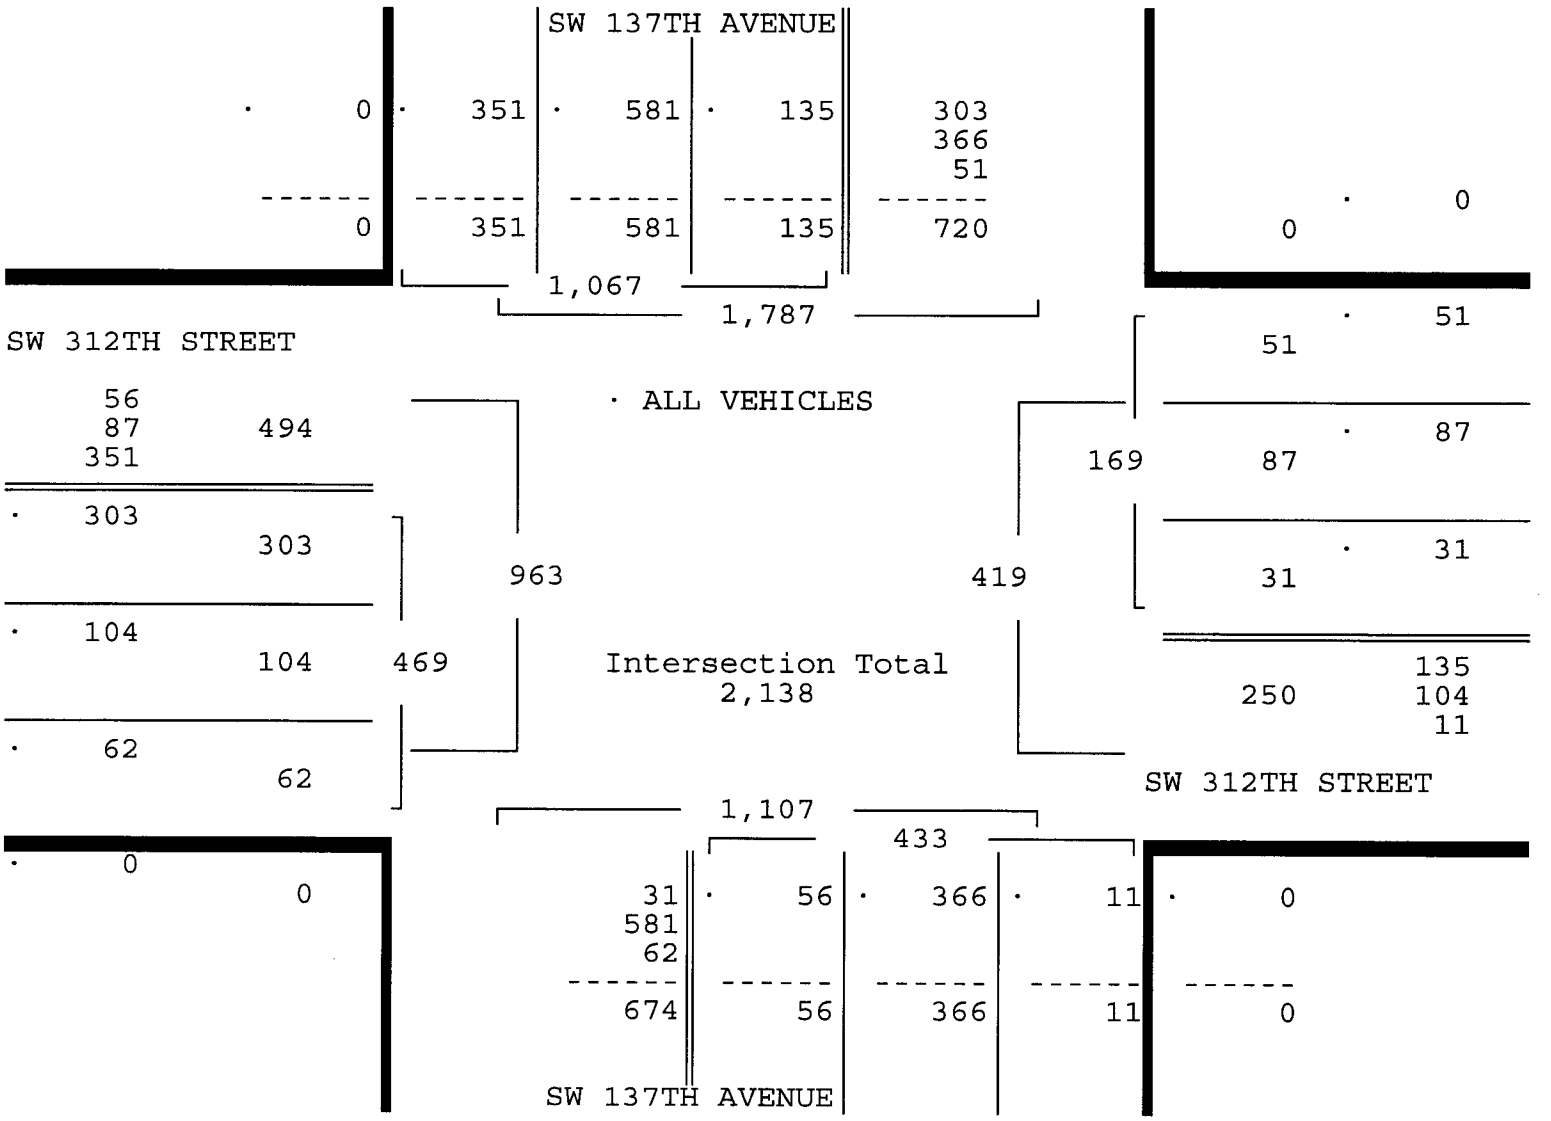 SW 137TH AVENUE
· 0 · 351 · 581 · 135 303
366
51
------ ------ ------ ------ ------
· 0
0 351 581 135 720 0
1,067
1,787 · 51
SW 312TH STREET 51
56 · ALL VEHICLES
87 494 · 87
351 169 87
· 303
303 · 31
963 419 31
· 104
104 469 Intersection Total 135
2,138 250 104
11
· 62
62 SW 312TH STREET
1,107
433
· 0
0 31 · 56 · 366 · 11 · 0
581
62
------ ------ ------ ------ ------
674 56 366 11 0
SW 137TH AVENUE